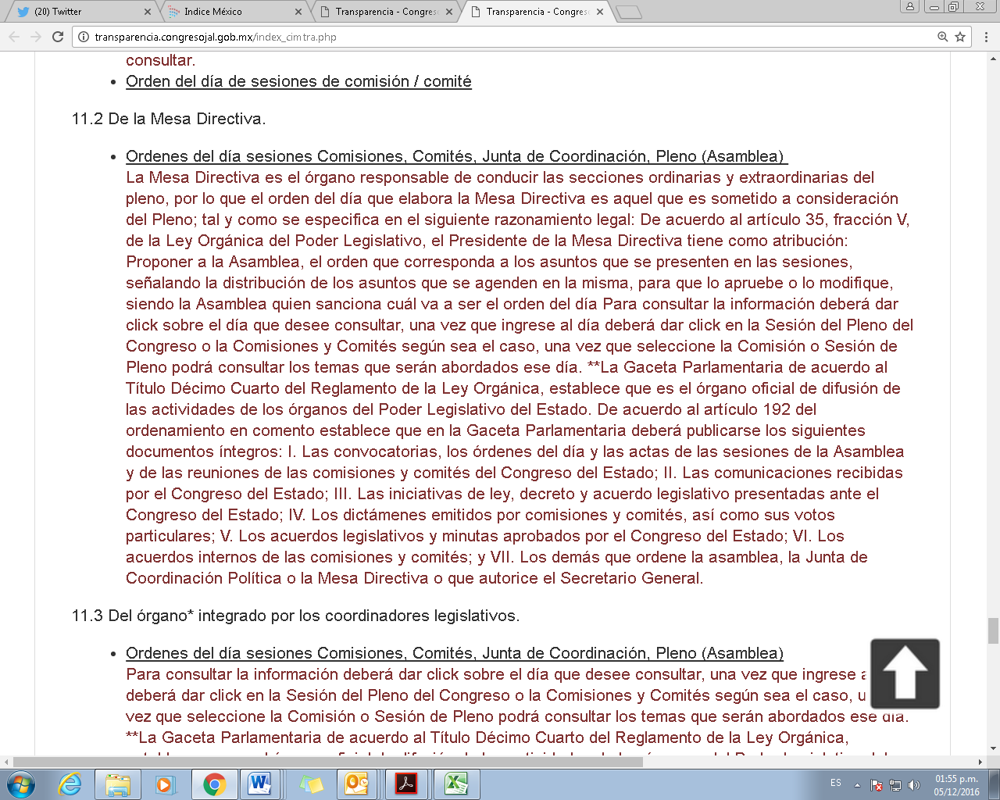 (20) Twitter
Indice México
Transparencia - Congres
Transparencia - Congres
transparencia.congresojal.gob.mx/index_cimtra.php
consultar.
• Orden del día de sesiones de comisión / comité
11.2 De la Mesa Directiva.
• Ordenes del día sesiones Comisiones, Comités, Junta de Coordinación, Pleno (Asamblea)
La Mesa Directiva es el órgano responsable de conducir las secciones ordinarias y extraordinarias del
pleno, por lo que el orden del día que elabora la Mesa Directiva es aquel que es sometido a consideración
del Pleno; tal y como se especifica en el siguiente razonamiento legal: De acuerdo al artículo 35, fracción V,
de la Ley Orgánica del Poder Legislativo, el Presidente de la Mesa Directiva tiene como atribución:
Proponer a la Asamblea, el orden que corresponda a los asuntos que se presenten en las sesiones,
señalando la distribución de los asuntos que se agenden en la misma, para que lo apruebe o lo modifique,
siendo la Asamblea quien sanciona cuál va a ser el orden del día Para consultar la información deberá dar
click sobre el día que desee consultar, una vez que ingrese al día deberá dar click en la Sesión del Pleno del
Congreso o la Comisiones y Comités según sea el caso, una vez que seleccione la Comisión o Sesión de
Pleno podrá consultar los temas que serán abordados ese día. **La Gaceta Parlamentaria de acuerdo al
Título Décimo Cuarto del Reglamento de la Ley Orgánica, establece que es el órgano oficial de difusión de
las actividades de los órganos del Poder Legislativo del Estado. De acuerdo al artículo 192 del
ordenamiento en comento establece que en la Gaceta Parlamentaria deberá publicarse los siguientes
documentos íntegros: I. Las convocatorias, los órdenes del día y las actas de las sesiones de la Asamblea
y de las reuniones de las comisiones y comités del Congreso del Estado; II. Las comunicaciones recibidas
por el Congreso del Estado; III. Las iniciativas de ley, decreto y acuerdo legislativo presentadas ante el
Congreso del Estado; IV. Los dictámenes emitidos por comisiones y comités, así como sus votos
particulares; V. Los acuerdos legislativos y minutas aprobados por el Congreso del Estado; VI. Los
acuerdos internos de las comisiones y comités; y VII. Los demás que ordene la asamblea, la Junta de
Coordinación Política o la Mesa Directiva o que autorice el Secretario General.
11.3 Del órgano* integrado por los coordinadores legislativos.
• Ordenes del día sesiones Comisiones, Comités, Junta de Coordinación, Pleno (Asamblea)
Para consultar la información deberá dar click sobre el día que desee consultar, una vez que ingrese a
deberá dar click en la Sesión del Pleno del Congreso o la Comisiones y Comités según sea el caso, u
vez que seleccione la Comisión o Sesión de Pleno podrá consultar los temas que serán abordados ese día.
**La Gaceta Parlamentaria de acuerdo al Título Décimo Cuarto del Reglamento de la Ley Orgánica,
ES
01:55 p.m.
05/12/2016